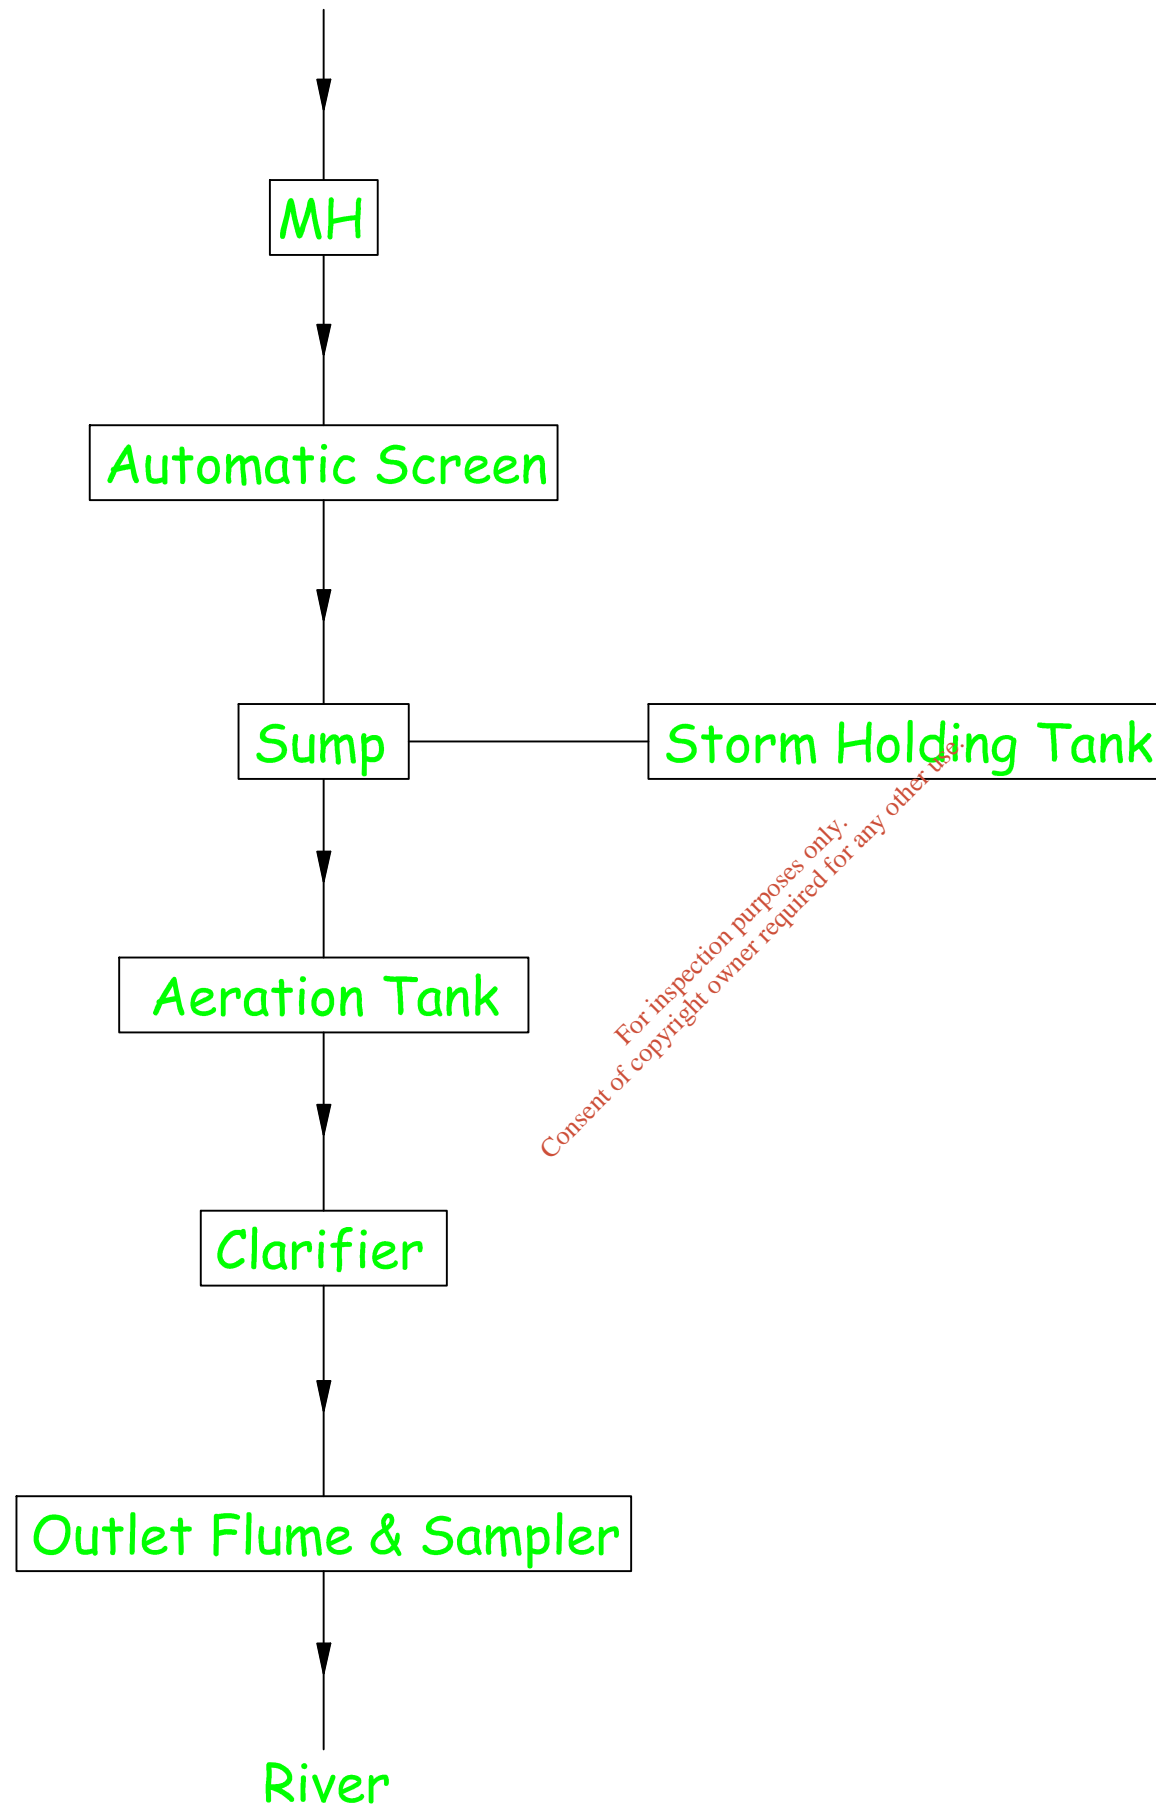 MH
Automatic Screen
Sump
Storm Holding Tank
For inspection purposes only.
Consent of copyright owner required for any other use.
Aeration Tank
Clarifier
Outlet Flume & Sampler
River